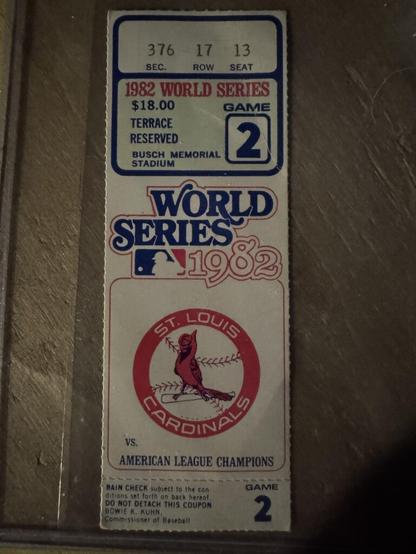 376 17 13
SEC. ROW SEAT
1982 WORLD SERIES
$18.00 GAME
TERRACE
RESERVED
2
BUSCH MEMORIAL
STADIUM
WORLD
SERIES
1982
ST. LOUIS
CARDINALS
VS.
AMERICAN LEAGUE CHAMPIONS
RAIN CHECK subject to the con-
ditions set forth on back hereof.
DO NOT DETACH THIS COUPON
BOWIE K. KUHN,
Commissioner of Baseball
GAME
2